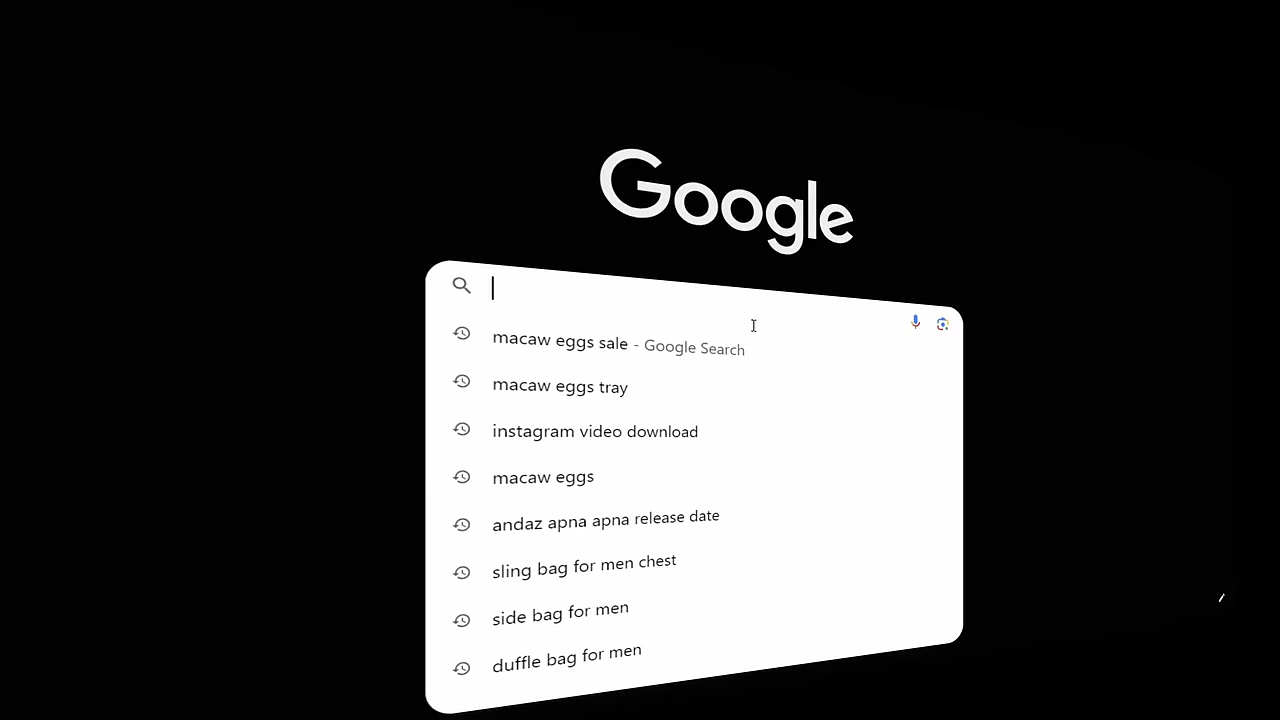 Google
macaw eggs sale - Google Search
macaw eggs tray
instagram video download
macaw eggs
andaz apna apna release date
sling bag for men chest
side bag for men
duffle bag for men